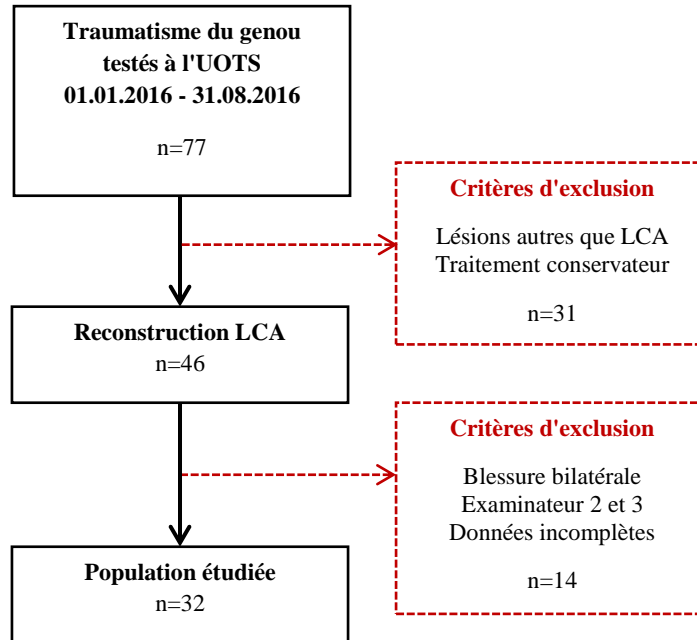 Traumatisme du genou
testés à l'UOTS
01.01.2016 - 31.08.2016
n=77
Critères d'exclusion
Lésions autres que LCA
Traitement conservateur
n=31
Reconstruction LCA
n=46
Critères d'exclusion
Blessure bilatérale
Examinateur 2 et 3
Données incomplètes
n=14
Population étudiée
n=32